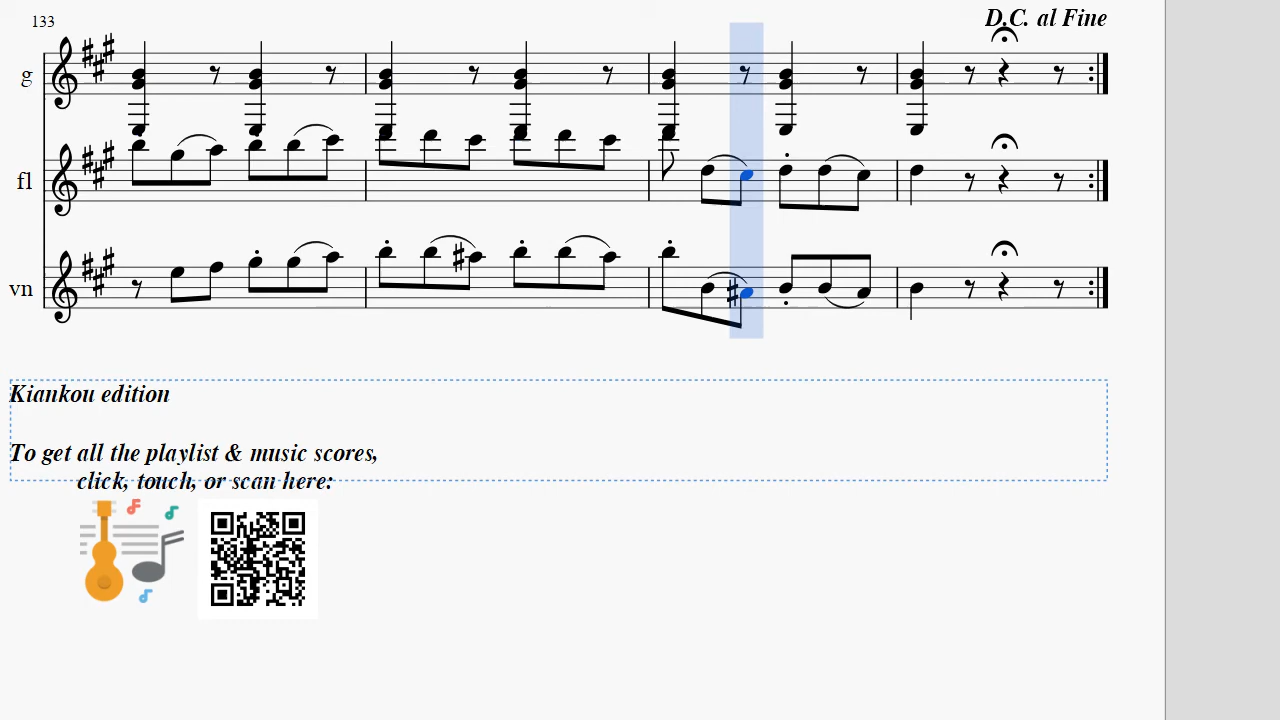 133
D.C. al Fine
g
fl
vn
Kiankou edition
To get all the playlist & music scores,
click, touch, or scan here: